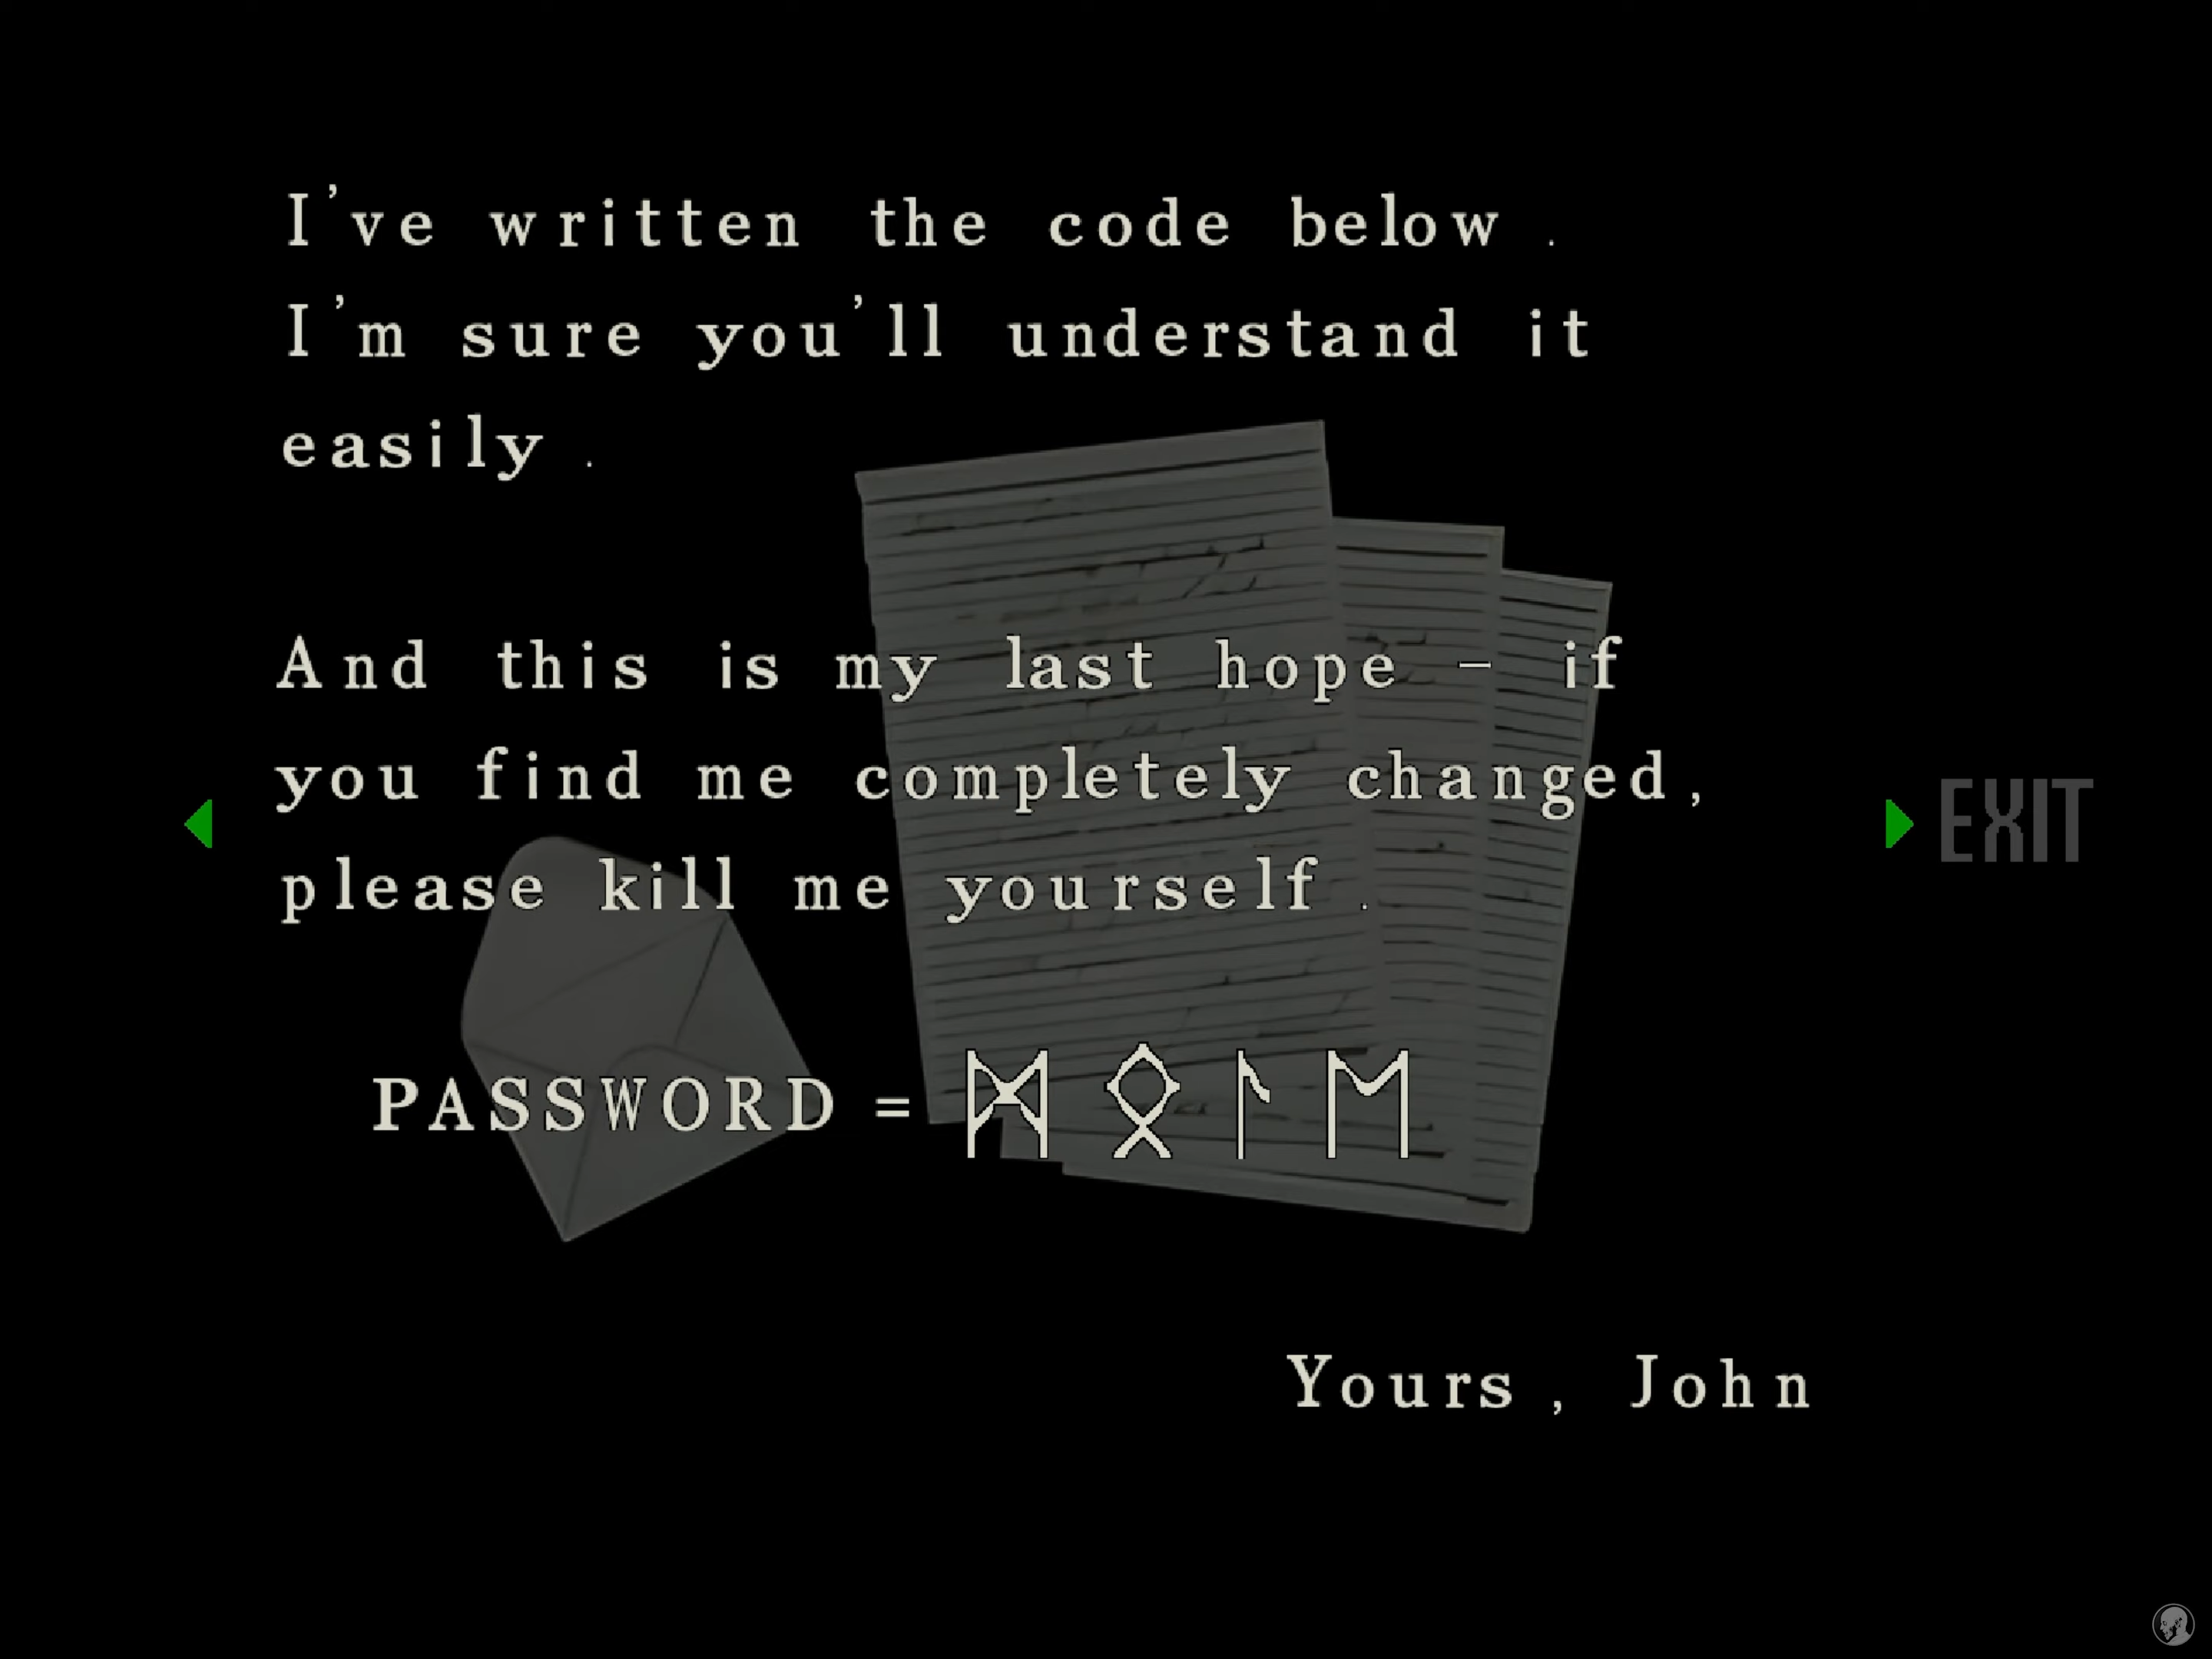 I've written the code below .
I'm sure you'll understand it
easily .
And this is my last hope – if
you find me completely changed,
please kill me yourself .
EXIT
PASSWORD = ᛗ ᛟ ᛚ ᛖ
Yours , John